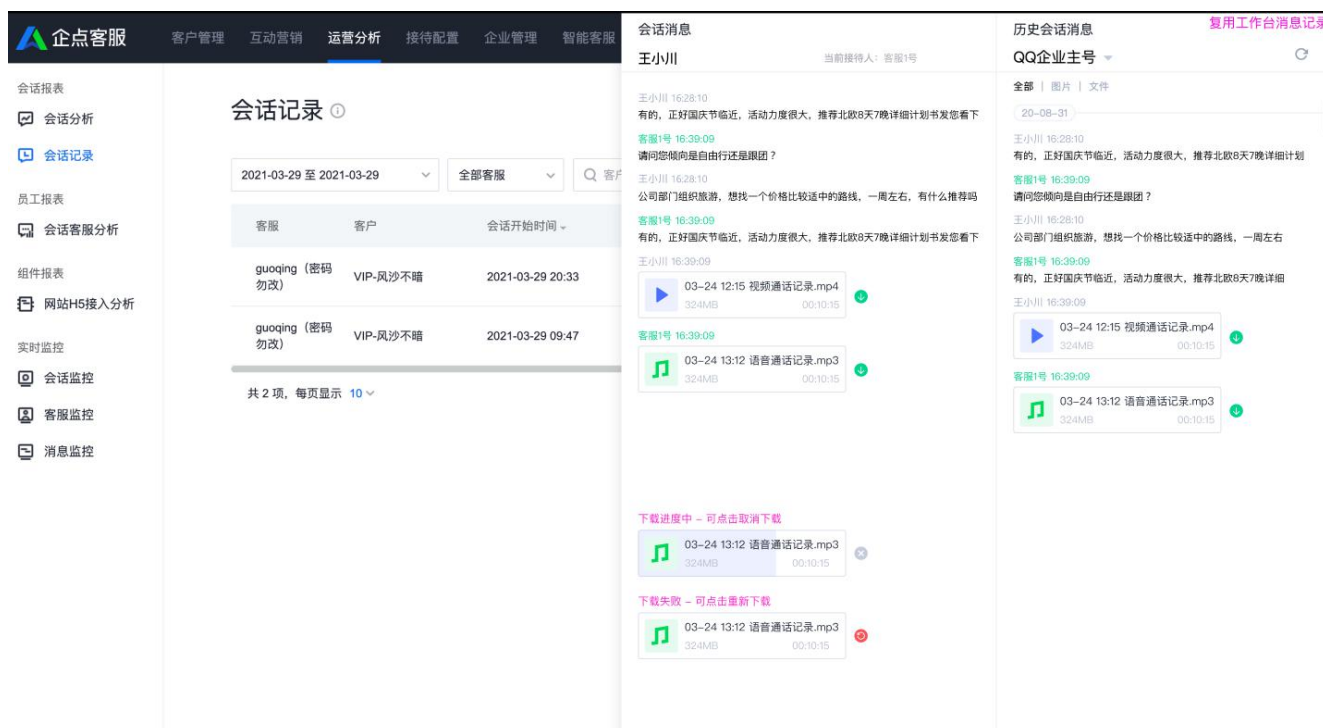 企点客服
客户管理 互动营销 运营分析 接待配置 企业管理 智能客服
会话报表
会话分析
会话记录
员工报表
会话客服分析
组件报表
网站H5接入分析
实时监控
会话监控
客服监控
消息监控
会话记录
2021-03-29 至 2021-03-29 全部客服
客服 客户 会话开始时间
guoqing（密码
勿改） VIP-风沙不暗 2021-03-29 20:33
guoqing（密码
勿改） VIP-风沙不暗 2021-03-29 09:47
共 2 项，每页显示 10
会话消息
王小川 当前接待人：客服1号
王小川 16:28:10
有的，正好国庆节临近，活动力度很大，推荐北欧8天7晚详细计划书发您看下
客服1号 16:39:09
请问您倾向是自由行还是跟团？
王小川 16:28:10
公司部门组织旅游，想找一个价格比较适中的路线，一周左右，有什么推荐吗
客服1号 16:39:09
有的，正好国庆节临近，活动力度很大，推荐北欧8天7晚详细计划书发您看下
王小川 16:39:09
03-24 12:15 视频通话记录.mp4
324MB 00:10:15
客服1号 16:39:09
03-24 13:12 语音通话记录.mp3
324MB 00:10:15
下载进度中 - 可点击取消下载
03-24 13:12 语音通话记录.mp3
324MB 00:10:15
下载失败 - 可点击重新下载
03-24 13:12 语音通话记录.mp3
324MB 00:10:15
历史会话消息
复用工作台消息记录
QQ企业主号
全部 | 图片 | 文件
20-08-31
王小川 16:28:10
有的，正好国庆节临近，活动力度很大，推荐北欧8天7晚详细计划
客服1号 16:39:09
请问您倾向是自由行还是跟团？
王小川 16:28:10
公司部门组织旅游，想找一个价格比较适中的路线，一周左右
客服1号 16:39:09
有的，正好国庆节临近，活动力度很大，推荐北欧8天7晚详细
王小川 16:39:09
03-24 12:15 视频通话记录.mp4
324MB 00:10:15
客服1号 16:39:09
03-24 13:12 语音通话记录.mp3
324MB 00:10:15